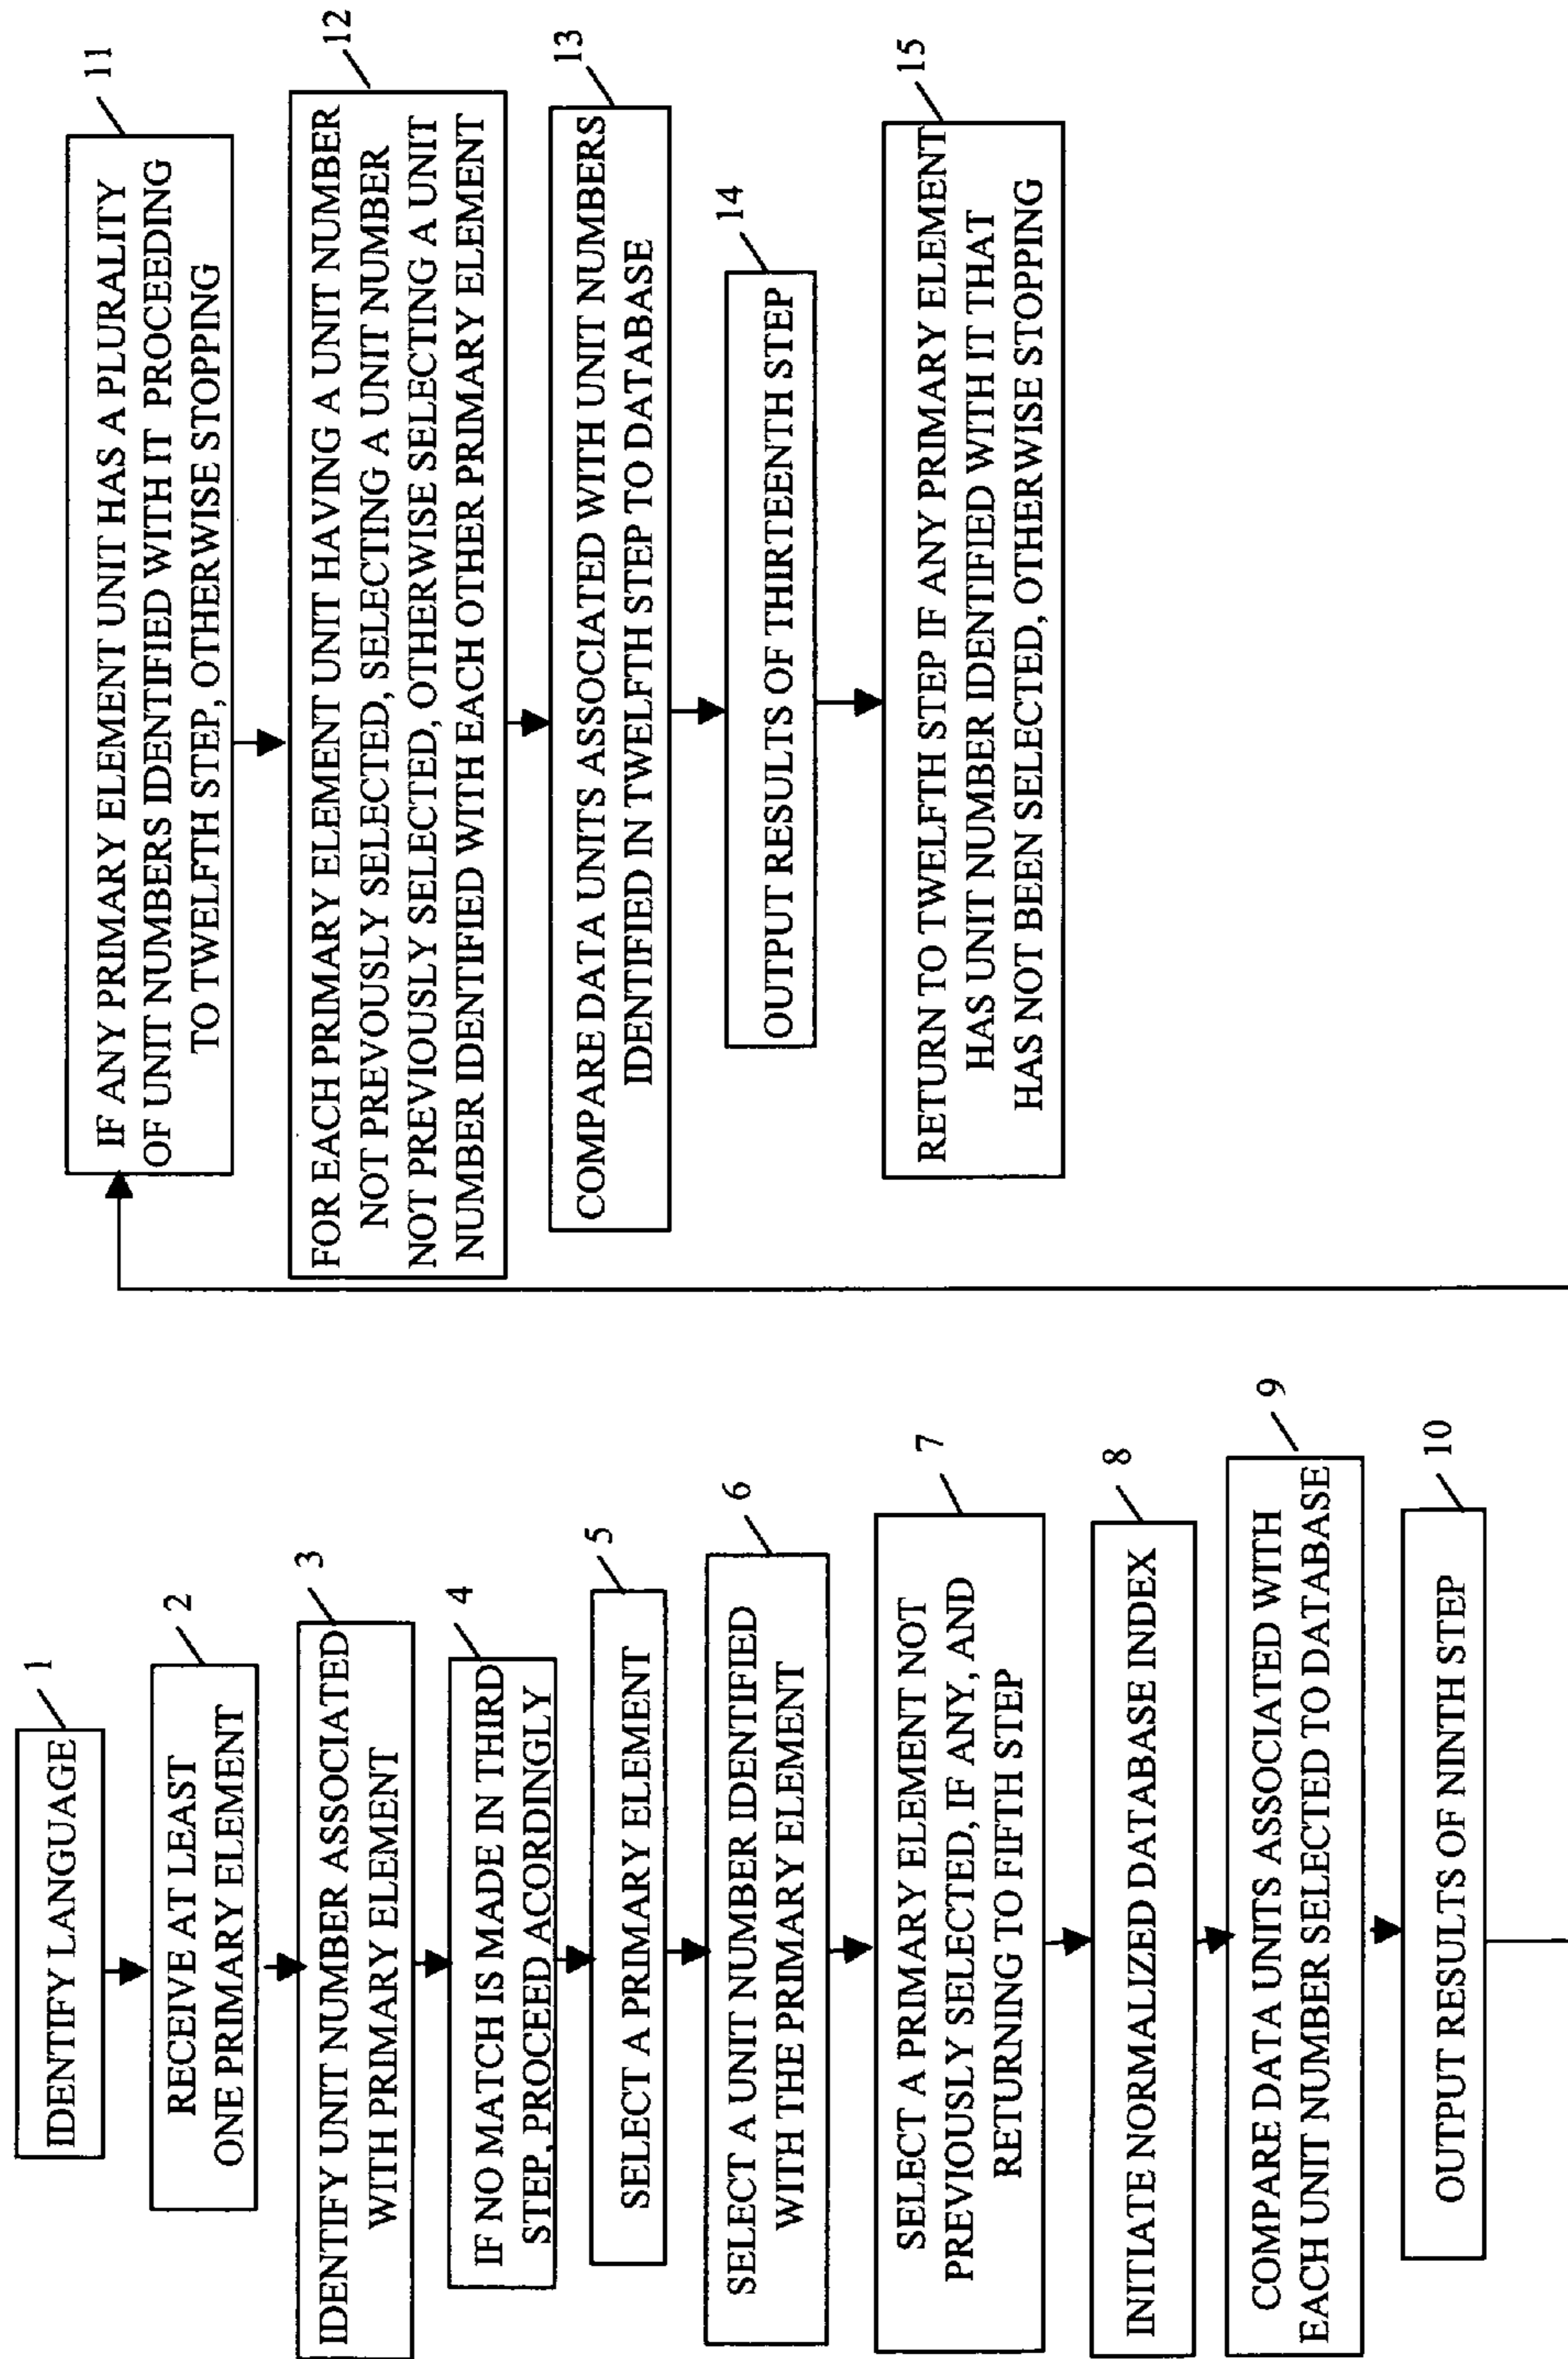 IDENTIFY LANGUAGE
1
RECEIVE AT LEAST
ONE PRIMARY ELEMENT
2
IDENTIFY UNIT NUMBER ASSOCIATED
WITH PRIMARY ELEMENT
3
IF NO MATCH IS MADE IN THIRD
STEP, PROCEED ACORDINGLY
4
SELECT A PRIMARY ELEMENT
5
SELECT A UNIT NUMBER IDENTIFIED
WITH THE PRIMARY ELEMENT
6
SELECT A PRIMARY ELEMENT NOT
PREVIOUSLY SELECTED, IF ANY, AND
RETURNING TO FIFTH STEP
7
INITIATE NORMALIZED DATABASE INDEX
8
COMPARE DATA UNITS ASSOCIATED WITH
EACH UNIT NUMBER SELECTED TO DATABASE
9
OUTPUT RESULTS OF NINTH STEP
10
IF ANY PRIMARY ELEMENT UNIT HAS A PLURALITY
OF UNIT NUMBERS IDENTIFIED WITH IT PROCEEDING
TO TWELFTH STEP, OTHERWISE STOPPING
11
FOR EACH PRIMARY ELEMENT UNIT HAVING A UNIT NUMBER
NOT PREVOUSLY SELECTED, SELECTING A UNIT NUMBER
NOT PREVIOUSLY SELECTED, OTHERWISE SELECTING A UNIT
NUMBER IDENTIFIED WITH EACH OTHER PRIMARY ELEMENT
12
COMPARE DATA UNITS ASSOCIATED WITH UNIT NUMBERS
IDENTIFIED IN TWELFTH STEP TO DATABASE
13
OUTPUT RESULTS OF THIRTEENTH STEP
14
RETURN TO TWELFTH STEP IF ANY PRIMARY ELEMENT
HAS UNIT NUMBER IDENTIFIED WITH IT THAT
HAS NOT BEEN SELECTED, OTHERWISE STOPPING
15